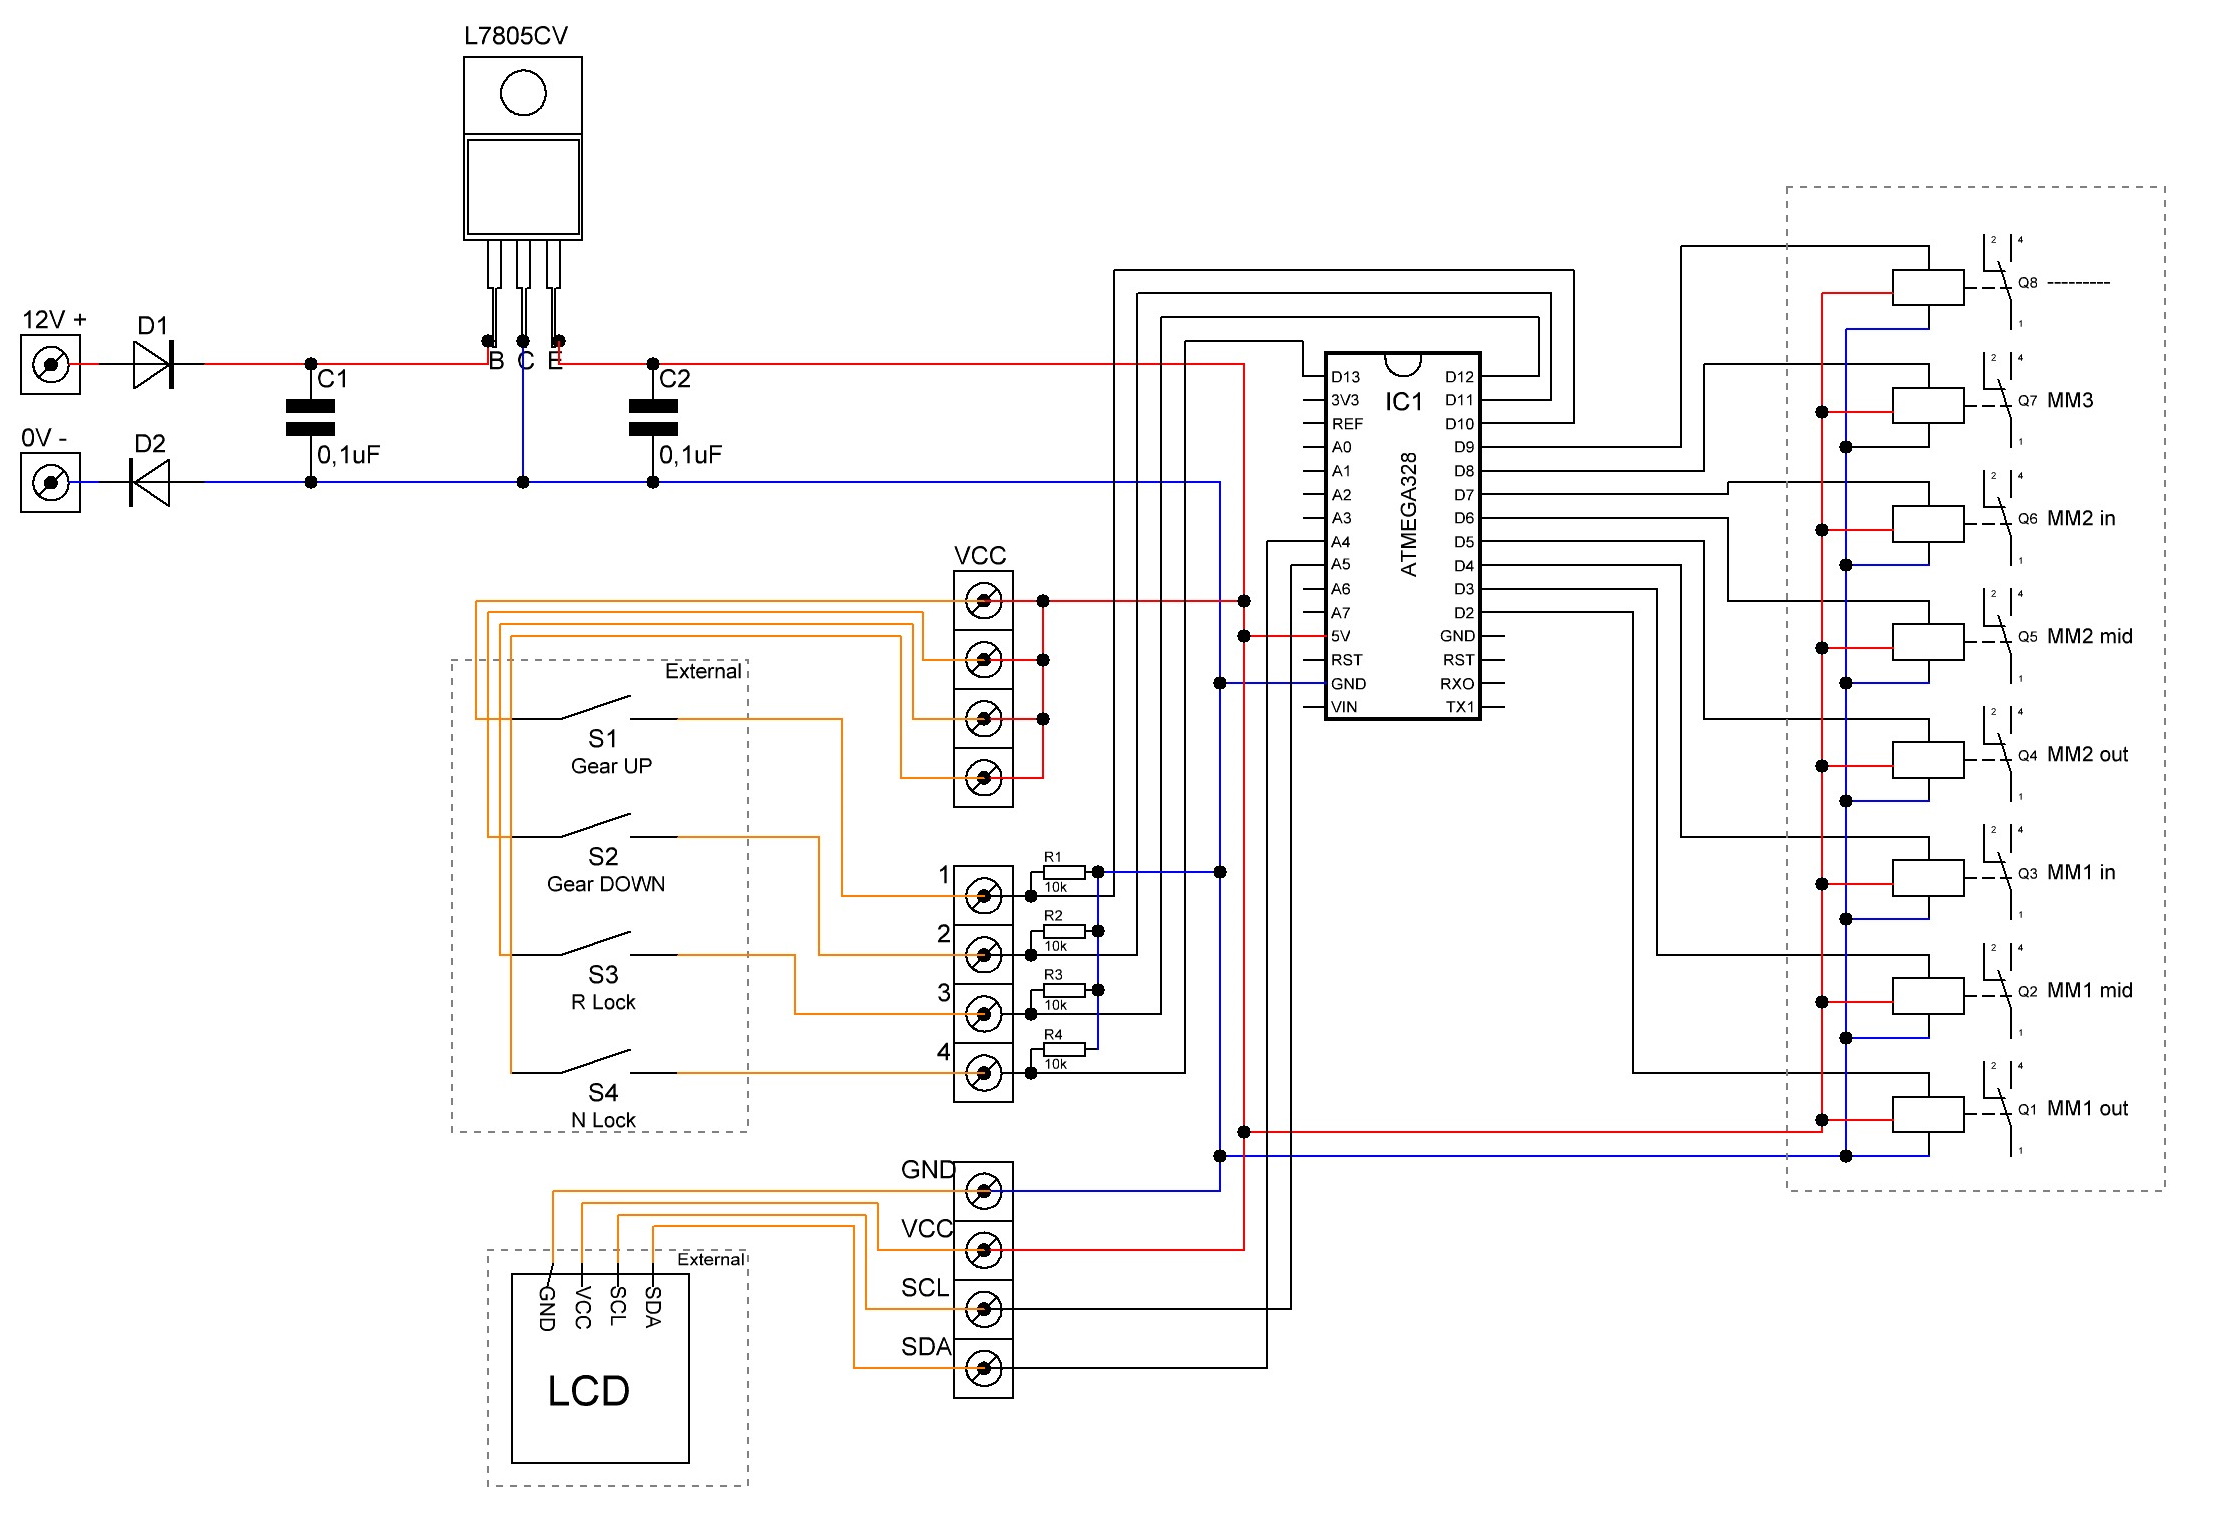 L7805CV
12V +
D1
B C E
C1
0,1uF
C2
0,1uF
0V -
D2
VCC
External
S1
Gear UP
S2
Gear DOWN
S3
R Lock
S4
N Lock
1
2
3
4
R1
10k
R2
10k
R3
10k
R4
10k
GND
VCC
SCL
SDA
External
GND
VCC
SCL
SDA
LCD
IC1
ATMEGA328
D13
3V3
REF
A0
A1
A2
A3
A4
A5
A6
A7
5V
RST
GND
VIN
D12
D11
D10
D9
D8
D7
D6
D5
D4
D3
D2
GND
RST
RXO
TX1
2 4
Q8 ---------
1
2 4
Q7 MM3
1
2 4
Q6 MM2 in
1
2 4
Q5 MM2 mid
1
2 4
Q4 MM2 out
1
2 4
Q3 MM1 in
1
2 4
Q2 MM1 mid
1
2 4
Q1 MM1 out
1